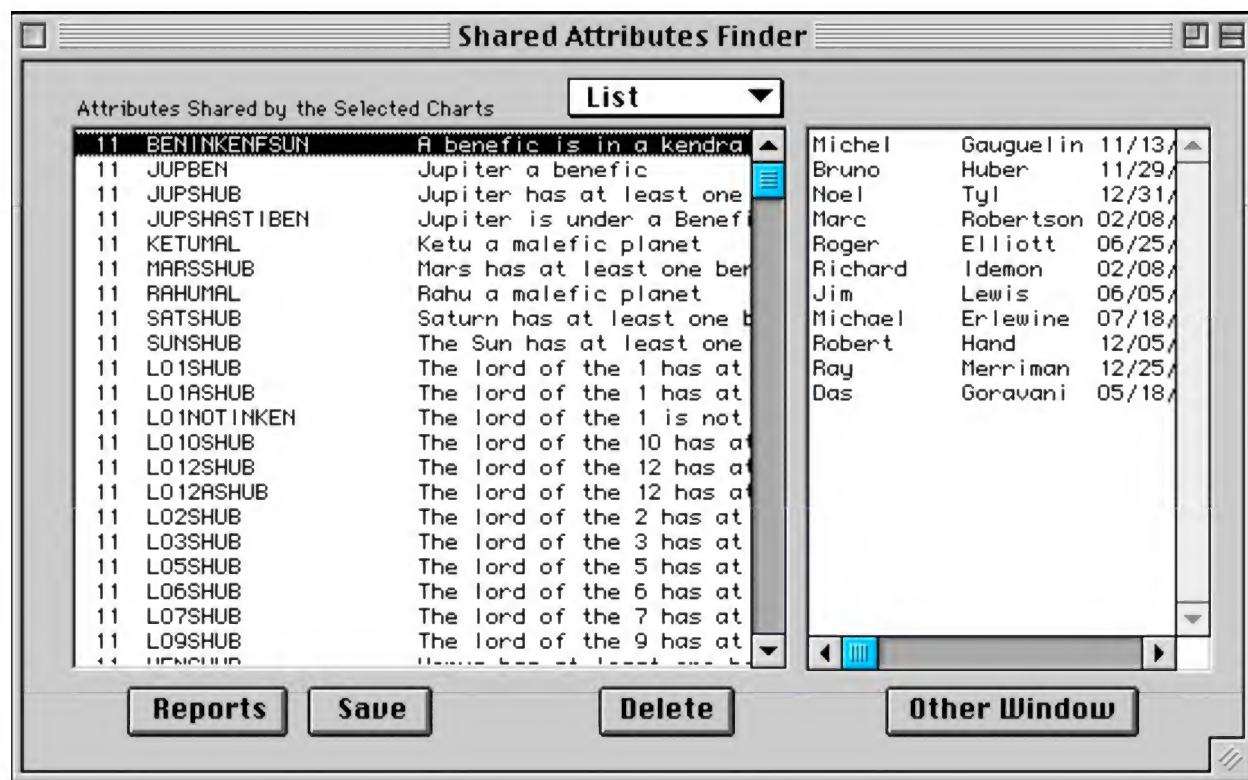 Shared Attributes Finder
Attributes Shared by the Selected Charts
List
11 BENINKENFSUN A benefic is in a kendra
11 JUPBEN Jupiter a benefic
11 JUPSHUB Jupiter has at least one
11 JUPSHASTIBEN Jupiter is under a Benefi
11 KETUMAL Ketu a malefic planet
11 MARSSHUB Mars has at least one ben
11 RAHUMAL Rahu a malefic planet
11 SATSHUB Saturn has at least one b
11 SUNSHUB The Sun has at least one
11 LO1SHUB The lord of the 1 has at
11 LO1ASHUB The lord of the 1 has at
11 LO1NOTINKEN The lord of the 1 is not
11 LO10SHUB The lord of the 10 has at
11 LO12SHUB The lord of the 12 has at
11 LO12ASHUB The lord of the 12 has at
11 LO2SHUB The lord of the 2 has at
11 LO3SHUB The lord of the 3 has at
11 LO5SHUB The lord of the 5 has at
11 LO6SHUB The lord of the 6 has at
11 LO7SHUB The lord of the 7 has at
11 LO9SHUB The lord of the 9 has at
Michel Gauguelin 11/13/
Bruno Huber 11/29/
Noel Tyl 12/31/
Marc Robertson 02/08/
Roger Elliott 06/25/
Richard Idemon 02/08/
Jim Lewis 06/05/
Michael Erlewine 07/18/
Robert Hand 12/05/
Ray Merriman 12/25/
Das Goravani 05/18/
Reports
Save
Delete
Other Window